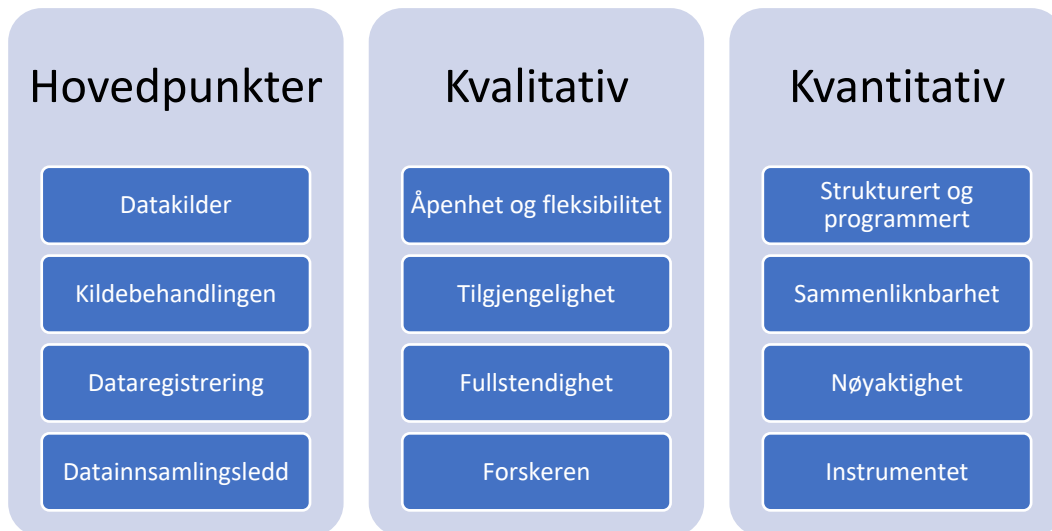 Hovedpunkter
Datakilder
Kildebehandlingen
Dataregistrering
Datainnsamlingsledd
Kvalitativ
Åpenhet og fleksibilitet
Tilgjengelighet
Fullstendighet
Forskeren
Kvantitativ
Strukturert og
programmert
Sammenliknbarhet
Nøyaktighet
Instrumentet